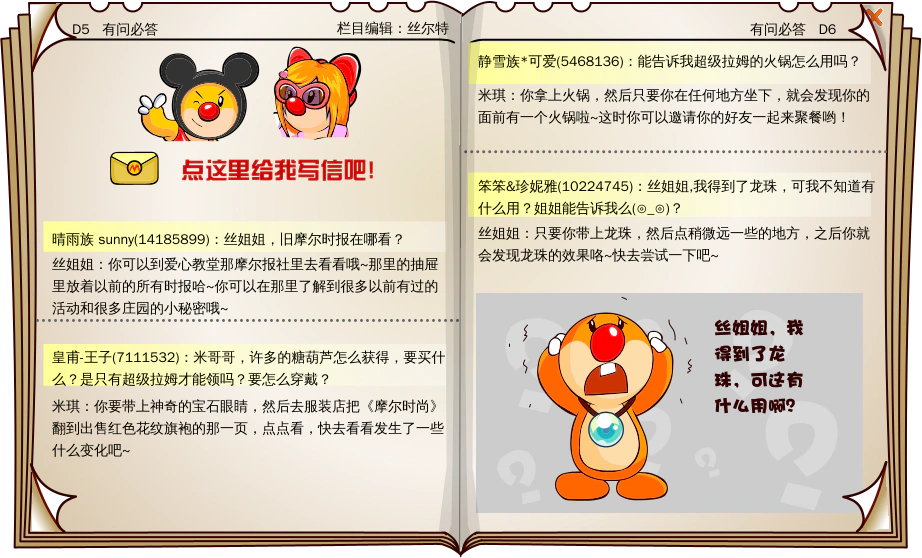 D5 有问必答
栏目编辑：丝尔特
点这里给我写信吧!
晴雨族 sunny(14185899)：丝姐姐，旧摩尔时报在哪看？
丝姐姐：你可以到爱心教堂那摩尔报社里去看看哦~那里的抽屉
里放着以前的所有时报哈~你可以在那里了解到很多以前有过的
活动和很多庄园的小秘密哦~
皇甫-王子(7111532)：米哥哥，许多的糖葫芦怎么获得，要买什
么？是只有超级拉姆才能领吗？要怎么穿戴？
米琪：你要带上神奇的宝石眼睛，然后去服装店把《摩尔时尚》
翻到出售红色花纹旗袍的那一页，点点看，快去看看发生了一些
什么变化吧~
有问必答 D6
静雪族*可爱(5468136)：能告诉我超级拉姆的火锅怎么用吗？
米琪：你拿上火锅，然后只要你在任何地方坐下，就会发现你的
面前有一个火锅啦~这时你可以邀请你的好友一起来聚餐哟！
笨笨&珍妮雅(10224745)：丝姐姐,我得到了龙珠，可我不知道有
什么用？姐姐能告诉我么(⊙_⊙)？
丝姐姐：只要你带上龙珠，然后点稍微远一些的地方，之后你就
会发现龙珠的效果咯~快去尝试一下吧~
丝姐姐，我
得到了龙
珠，可这有
什么用啊？